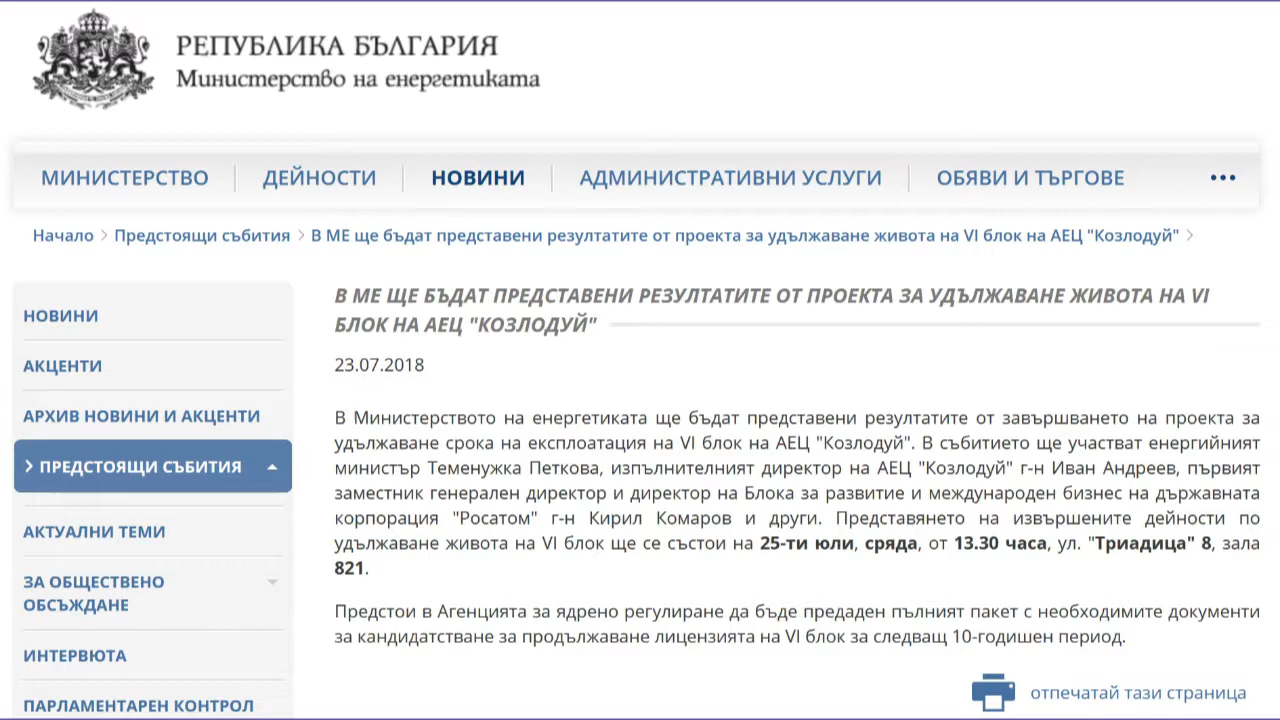 РЕПУБЛИКА БЪЛГАРИЯ
Министерство на енергетиката
МИНИСТЕРСТВО
ДЕЙНОСТИ
НОВИНИ
АДМИНИСТРАТИВНИ УСЛУГИ
ОБЯВИ И ТЪРГОВЕ
Начало > Предстоящи събития > В МЕ ще бъдат представени резултатите от проекта за удължаване живота на VI блок на АЕЦ "Козлодуй" >
НОВИНИ
АКЦЕНТИ
АРХИВ НОВИНИ И АКЦЕНТИ
ПРЕДСТОЯЩИ СЪБИТИЯ
АКТУАЛНИ ТЕМИ
ЗА ОБЩЕСТВЕНО
ОБСЪЖДАНЕ
ИНТЕРВЮТА
ПАРЛАМЕНТАРЕН КОНТРОЛ
В МЕ ЩЕ БЪДАТ ПРЕДСТАВЕНИ РЕЗУЛТАТИТЕ ОТ ПРОЕКТА ЗА УДЪЛЖАВАНЕ ЖИВОТА НА VI
БЛОК НА АЕЦ "КОЗЛОДУЙ"
23.07.2018
В Министерството на енергетиката ще бъдат представени резултатите от завършването на проекта за
удължаване срока на експлоатация на VI блок на АЕЦ "Козлодуй". В събитието ще участват енергийният
министър Теменужка Петкова, изпълнителният директор на АЕЦ "Козлодуй" г-н Иван Андреев, първият
заместник генерален директор и директор на Блока за развитие и международен бизнес на държавната
корпорация "Росатом" г-н Кирил Комаров и други. Представянето на извършените дейности по
удължаване живота на VI блок ще се състои на 25-ти юли, сряда, от 13.30 часа, ул. "Триадица" 8, зала
821.
Предстои в Агенцията за ядрено регулиране да бъде предаден пълният пакет с необходимите документи
за кандидатстване за продължаване лицензията на VI блок за следващ 10-годишен период.
отпечатай тази страница